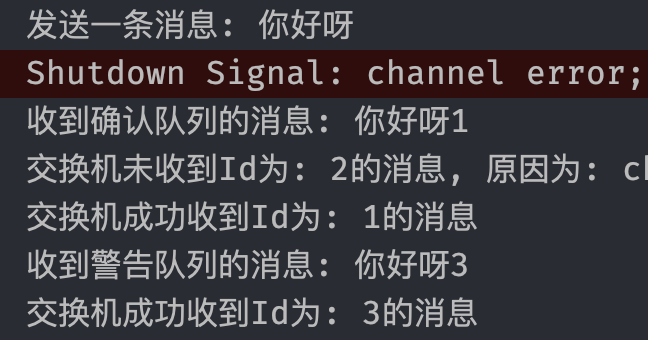 发送一条消息: 你好呀
Shutdown Signal: channel error;
收到确认队列的消息: 你好呀1
交换机未收到Id为: 2的消息, 原因为:
交换机成功收到Id为: 1的消息
收到警告队列的消息: 你好呀3
交换机成功收到Id为: 3的消息